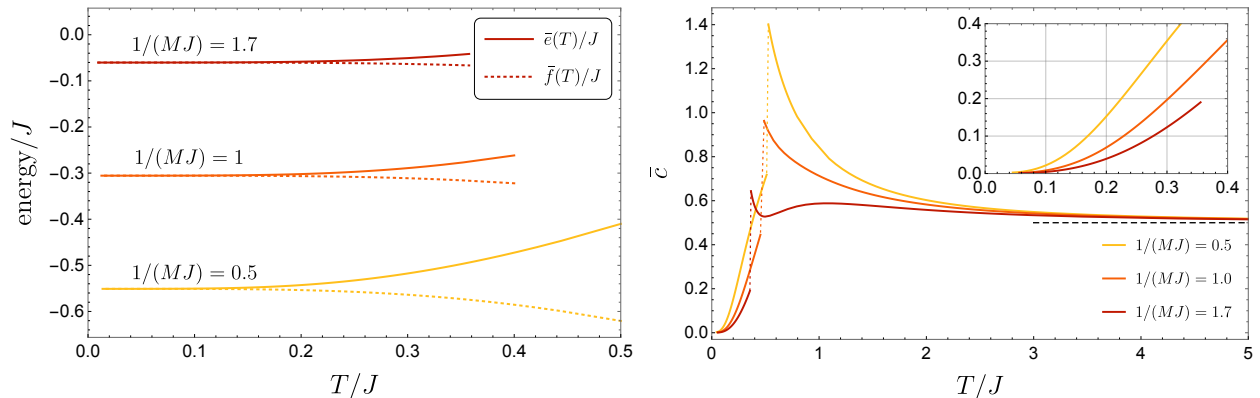 0.0
-0.1
-0.2
-0.3
-0.4
-0.5
-0.6
energy/J
1/(MJ) = 1.7
1/(MJ) = 1
1/(MJ) = 0.5
ē(T)/J
f̄(T)/J
0.0 0.1 0.2 0.3 0.4 0.5
T/J
1.4
1.2
1.0
0.8
0.6
0.4
0.2
0.0
c̄
0.4
0.3
0.2
0.1
0.0
0.0 0.1 0.2 0.3 0.4
1/(MJ) = 0.5
1/(MJ) = 1.0
1/(MJ) = 1.7
0 1 2 3 4 5
T/J